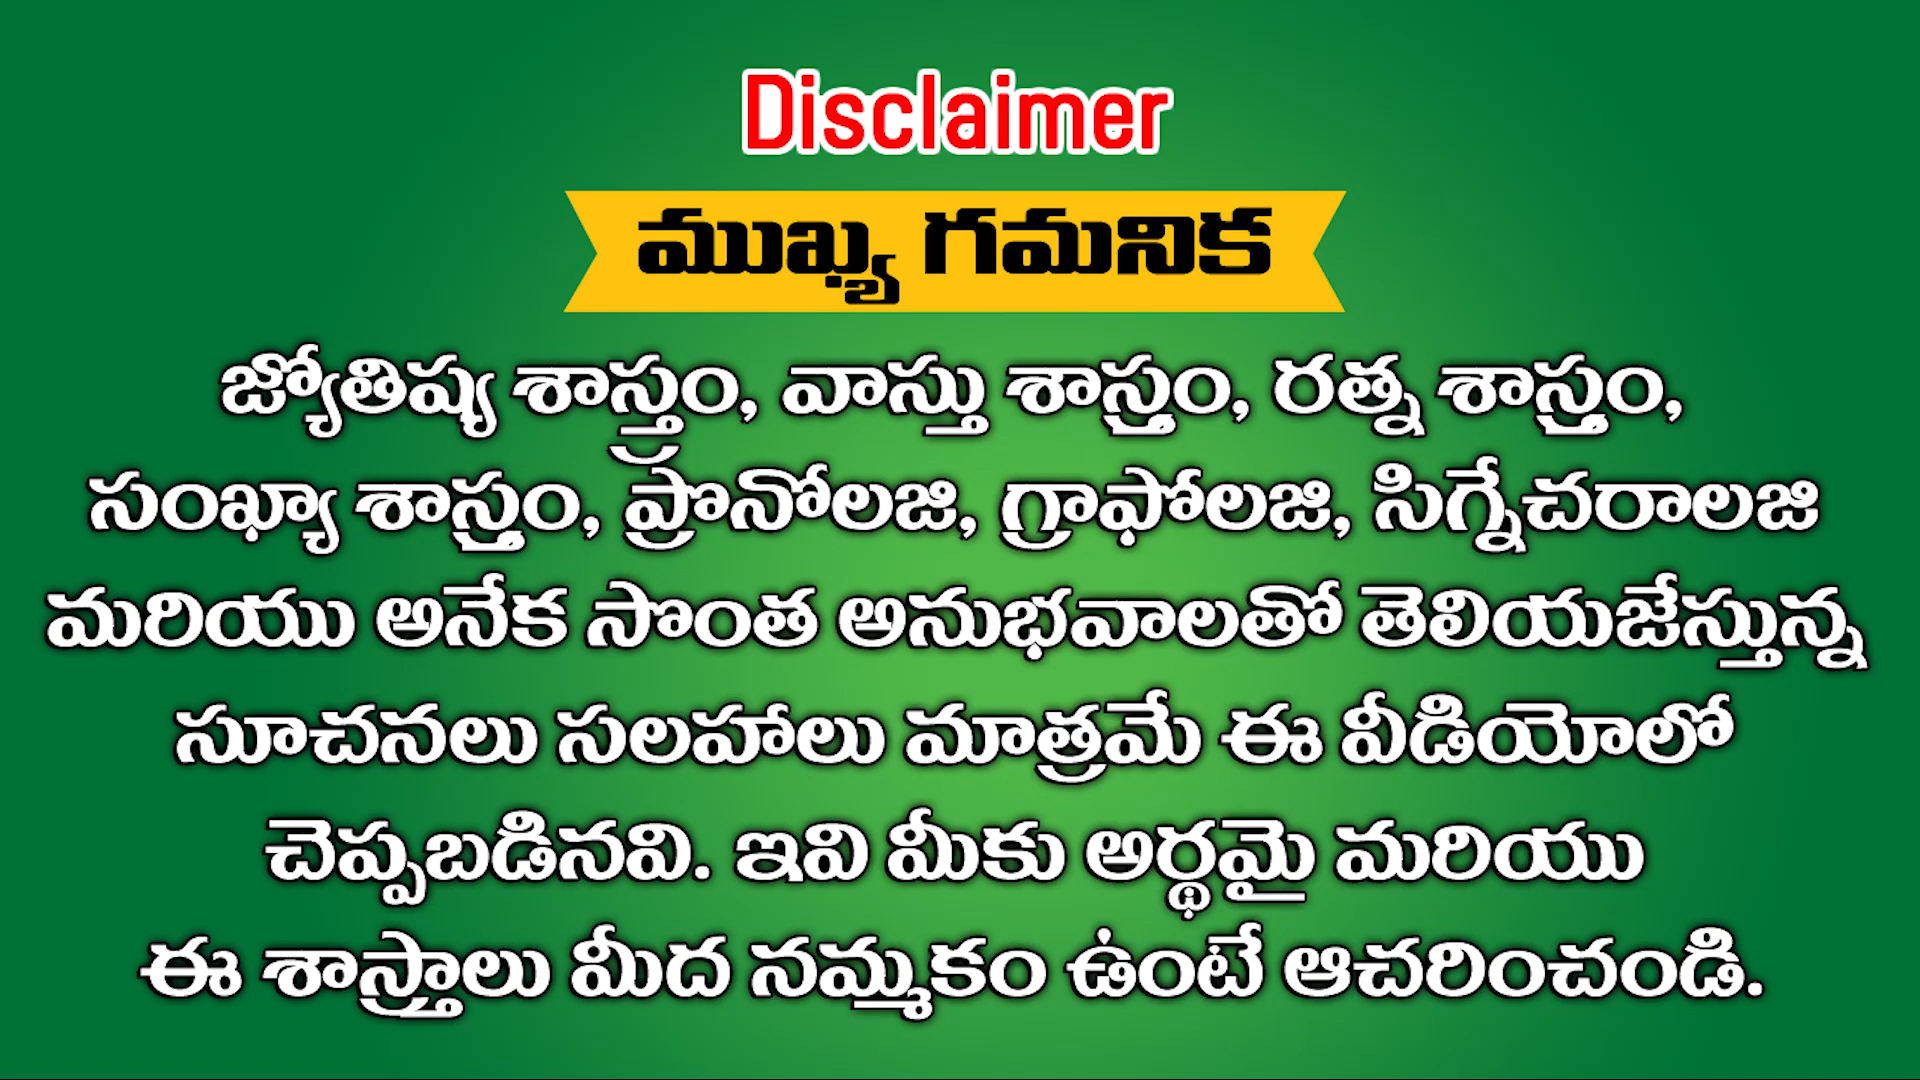 Disclaimer
ముఖ్య గమనిక
జ్యోతిష్య శాస్త్రం, వాస్తు శాస్త్రం, రత్న శాస్త్రం,
సంఖ్యా శాస్త్రం, ప్రొనోలజి, గ్రాఫోలజి, సిగ్నేచరాలజి
మరియు అనేక సొంత అనుభవాలతో తెలియజేస్తున్న
సూచనలు సలహాలు మాత్రమే ఈ వీడియోలో
చెప్పబడినవి. ఇవి మీకు అర్థమై మరియు
ఈ శాస్త్రాలు మీద నమ్మకం ఉంటే ఆచరించండి.